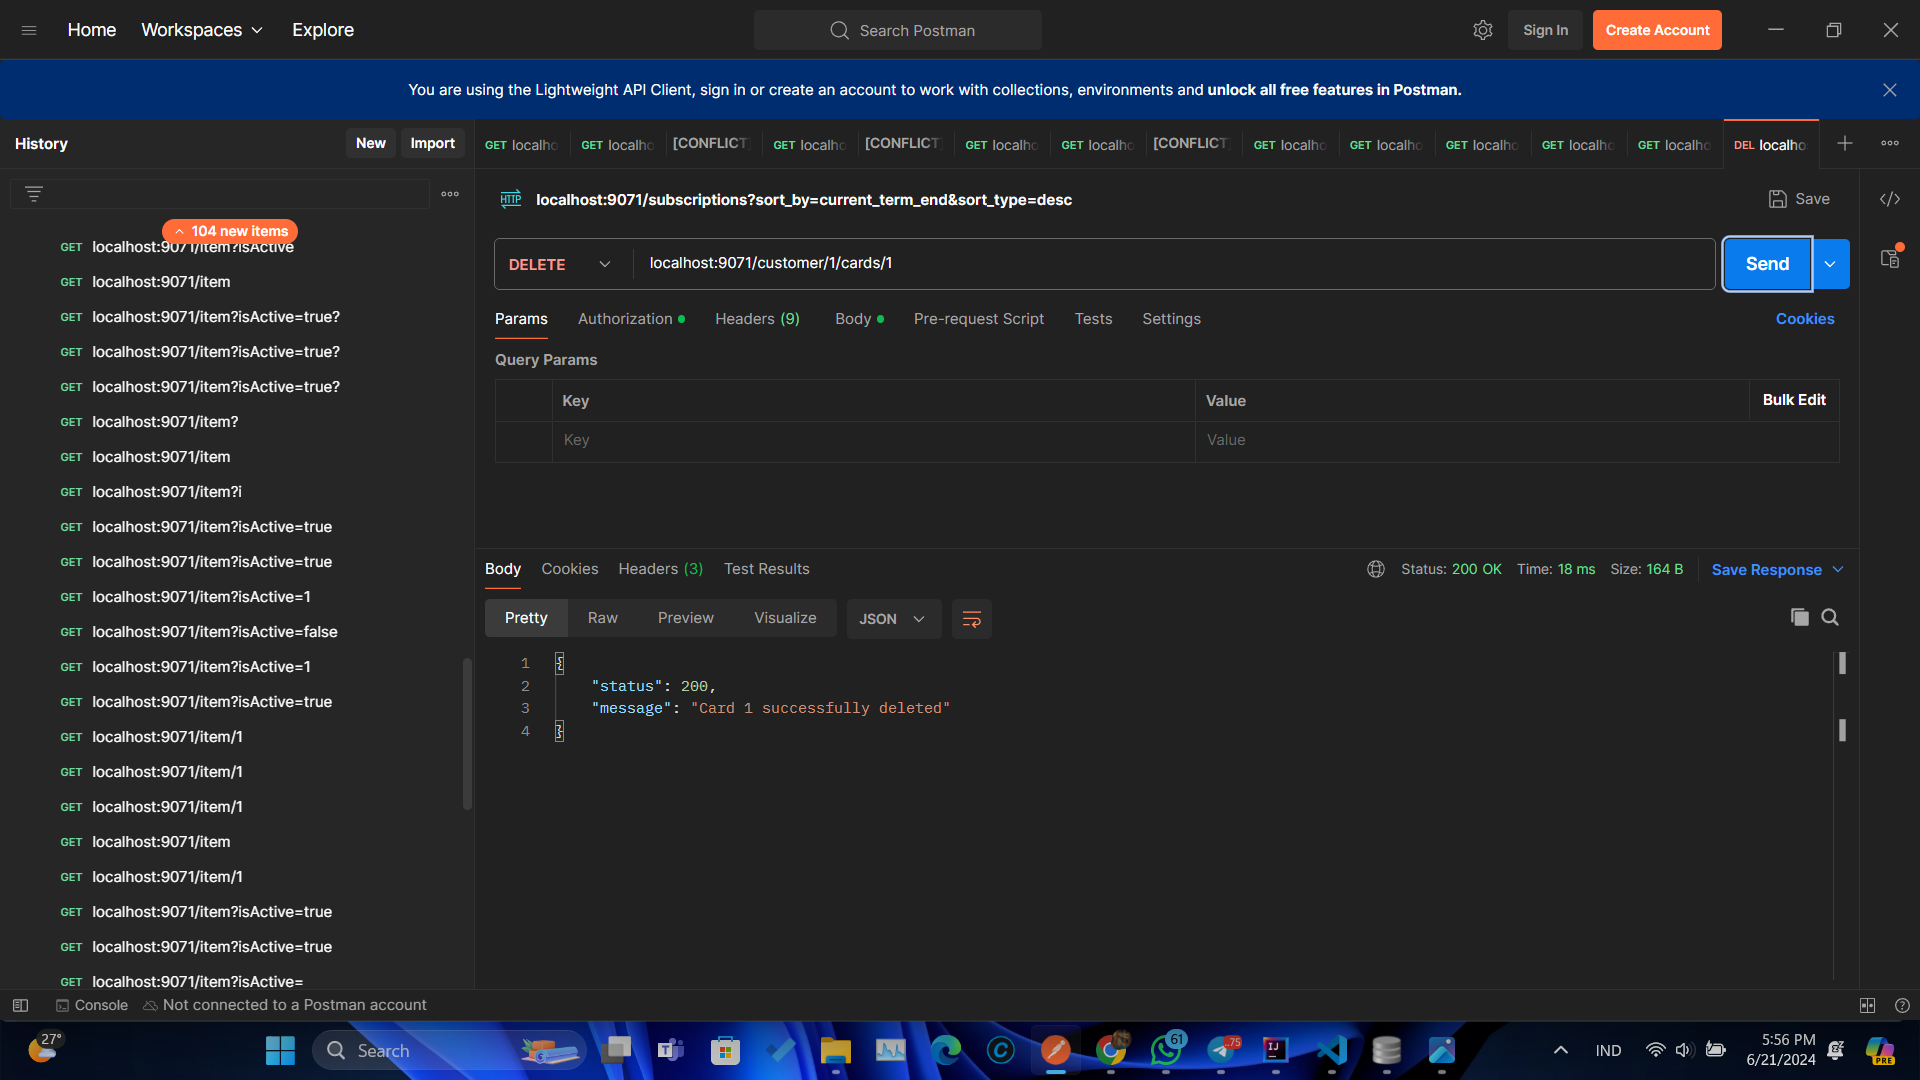 Home
Workspaces
Explore
Search Postman
Sign In
Create Account
You are using the Lightweight API Client, sign in or create an account to work with collections, environments and unlock all free features in Postman.
History
New
Import
GET localho
GET localho
[CONFLICT]
GET localho
[CONFLICT]
GET localho
GET localho
[CONFLICT]
GET localho
GET localho
GET localho
GET localho
GET localho
DEL localho
104 new items
GET localhost:9071/item?isActive
GET localhost:9071/item
GET localhost:9071/item?isActive=true?
GET localhost:9071/item?isActive=true?
GET localhost:9071/item?isActive=true?
GET localhost:9071/item?
GET localhost:9071/item
GET localhost:9071/item?i
GET localhost:9071/item?isActive=true
GET localhost:9071/item?isActive=true
GET localhost:9071/item?isActive=1
GET localhost:9071/item?isActive=false
GET localhost:9071/item?isActive=1
GET localhost:9071/item?isActive=true
GET localhost:9071/item/1
GET localhost:9071/item/1
GET localhost:9071/item/1
GET localhost:9071/item
GET localhost:9071/item/1
GET localhost:9071/item?isActive=true
GET localhost:9071/item?isActive=true
GET localhost:9071/item?isActive=
HTTP localhost:9071/subscriptions?sort_by=current_term_end&sort_type=desc
Save
</>
DELETE
localhost:9071/customer/1/cards/1
Send
Params
Authorization
Headers (9)
Body
Pre-request Script
Tests
Settings
Cookies
Query Params
Key
Value
Bulk Edit
Key
Value
Body
Cookies
Headers (3)
Test Results
Status: 200 OK
Time: 18 ms
Size: 164 B
Save Response
Pretty
Raw
Preview
Visualize
JSON
1 {
2 "status": 200,
3 "message": "Card 1 successfully deleted"
4 }
Console
Not connected to a Postman account
27°
Search
61
.75
IJ
IND
5:56 PM
6/21/2024
PRE